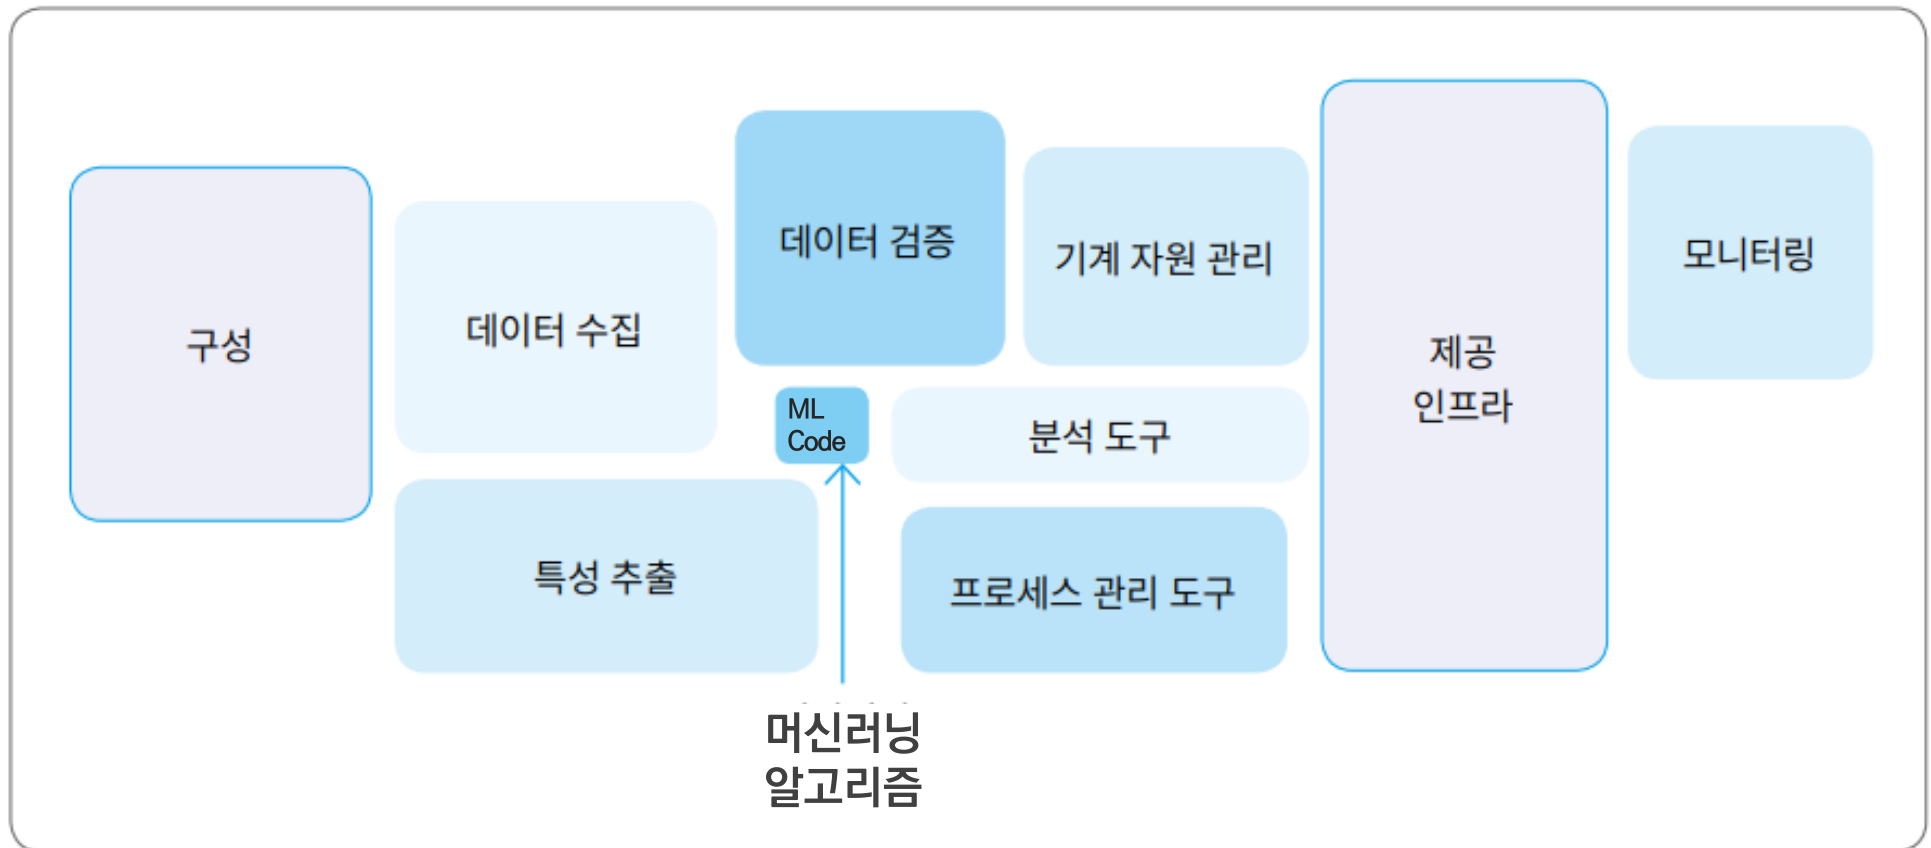 구성
데이터 수집
데이터 검증
기계 자원 관리
제공
인프라
모니터링
ML
Code
분석 도구
특성 추출
프로세스 관리 도구
머신러닝
알고리즘